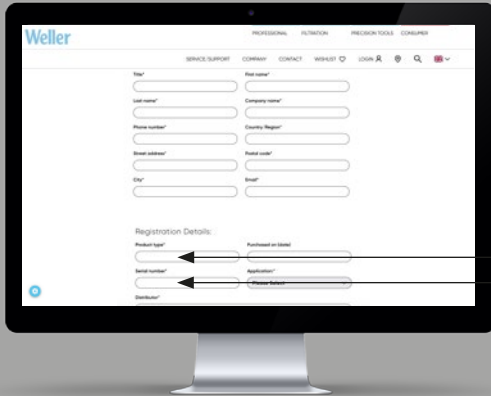 Weller
PROFESSIONAL FILTRATION PRECISION TOOLS CONSUMER
SERVICE/SUPPORT COMPANY CONTACT WISHLIST LOGIN
Title* First name*
Last name* Company name*
Phone number* Country Region*
Street address* Postal code*
City* Email*
Registration Details:
Product type* Purchased on (date)
Serial number* Application:*
Please Select
Distributor*